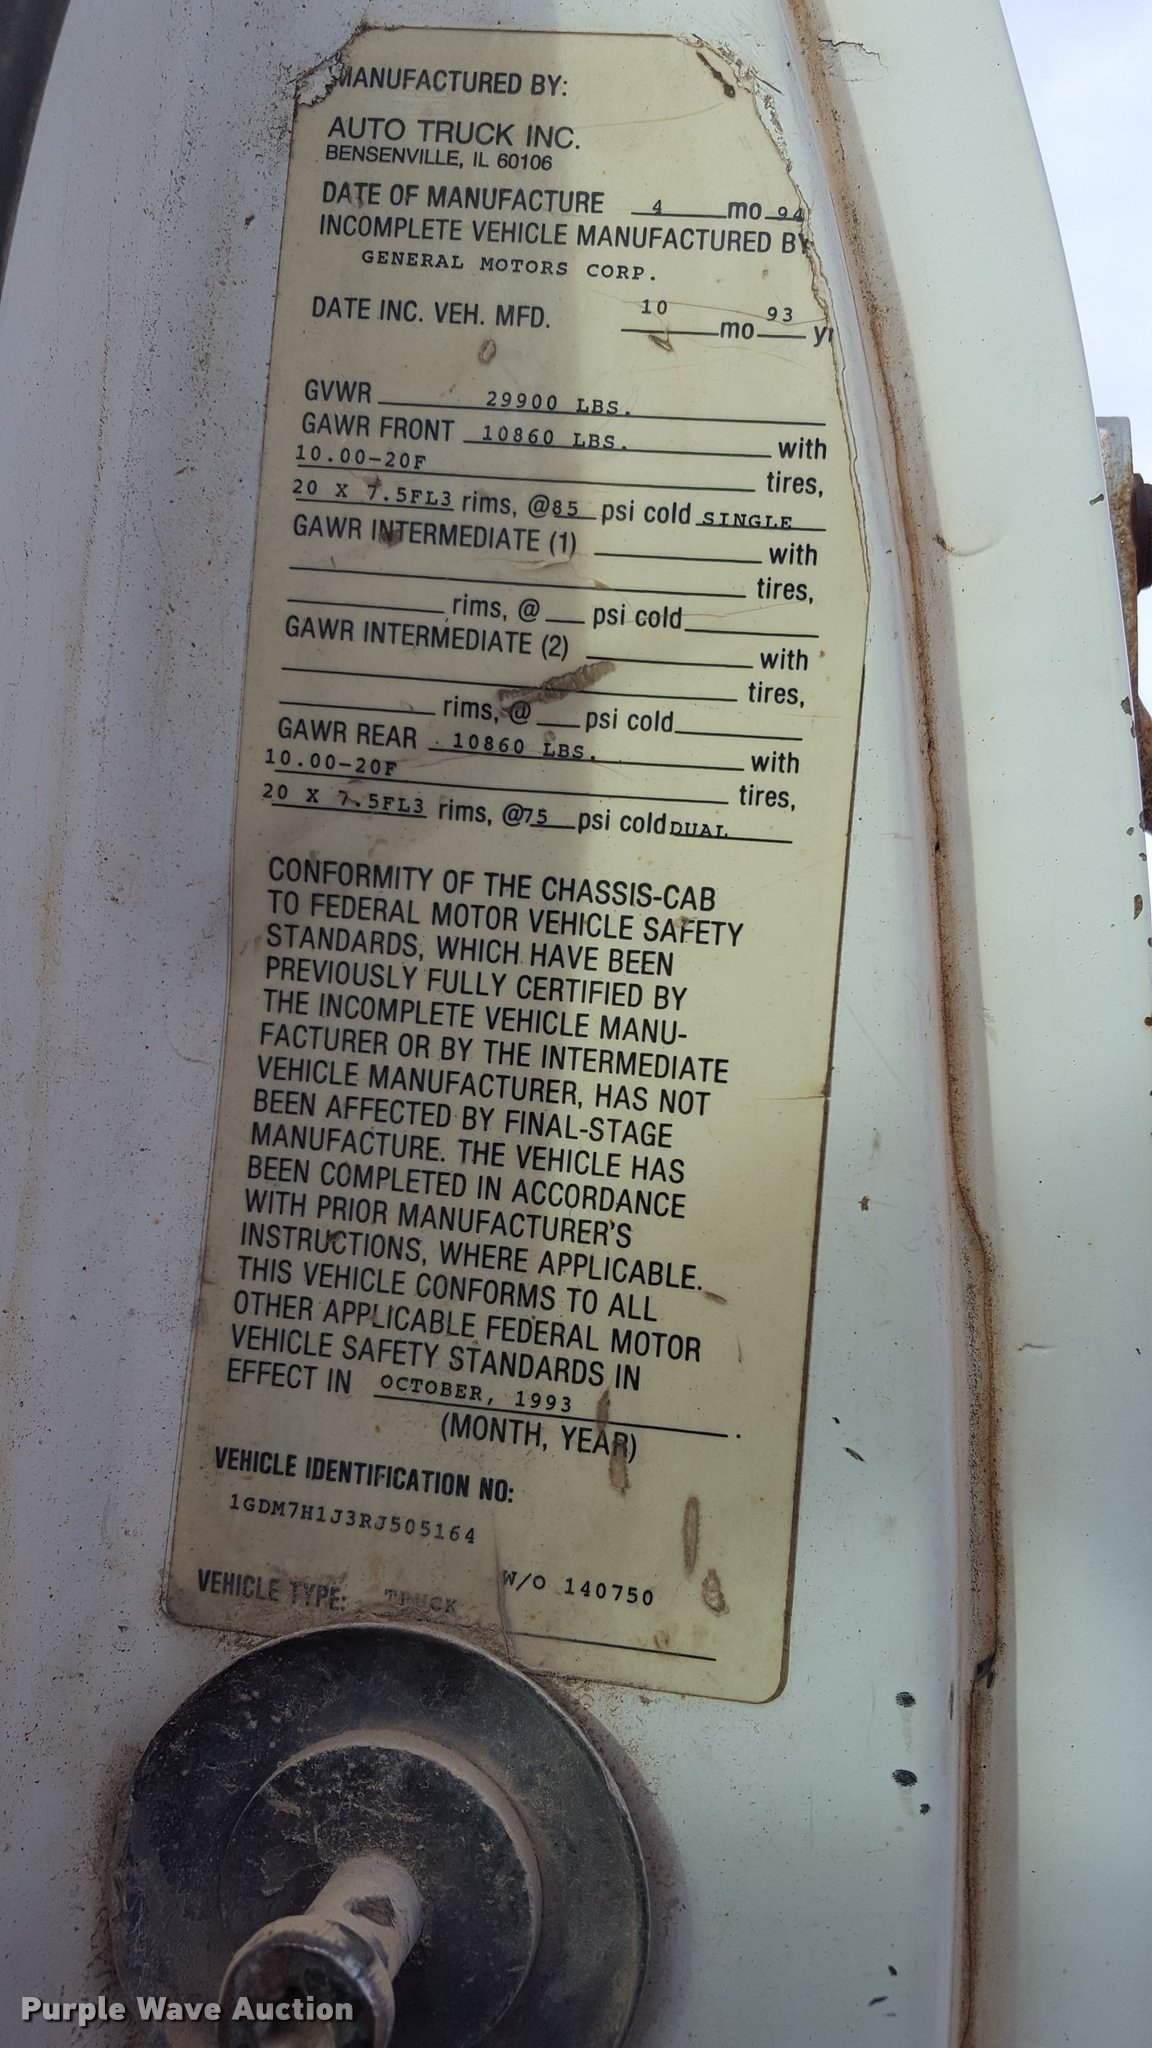 MANUFACTURED BY:
AUTO TRUCK INC.
BENSENVILLE, IL 60106
DATE OF MANUFACTURE 4 mo 94
INCOMPLETE VEHICLE MANUFACTURED BY
GENERAL MOTORS CORP.
DATE INC. VEH. MFD. 10 mo 93 yr
GVWR 29900 LBS.
GAWR FRONT 10860 LBS. with
10.00-20F tires,
20 X 7.5FL3 rims, @85 psi cold SINGLE
GAWR INTERMEDIATE (1) with
tires,
rims, @ psi cold
GAWR INTERMEDIATE (2) with
tires,
rims, @ psi cold
GAWR REAR 10860 LBS. with
10.00-20F tires,
20 X 7.5FL3 rims, @75 psi cold DUAL
CONFORMITY OF THE CHASSIS-CAB
TO FEDERAL MOTOR VEHICLE SAFETY
STANDARDS, WHICH HAVE BEEN
PREVIOUSLY FULLY CERTIFIED BY
THE INCOMPLETE VEHICLE MANU-
FACTURER OR BY THE INTERMEDIATE
VEHICLE MANUFACTURER, HAS NOT
BEEN AFFECTED BY FINAL-STAGE
MANUFACTURE. THE VEHICLE HAS
BEEN COMPLETED IN ACCORDANCE
WITH PRIOR MANUFACTURER'S
INSTRUCTIONS, WHERE APPLICABLE.
THIS VEHICLE CONFORMS TO ALL
OTHER APPLICABLE FEDERAL MOTOR
VEHICLE SAFETY STANDARDS IN
EFFECT IN OCTOBER, 1993.
(MONTH, YEAR)
VEHICLE IDENTIFICATION NO:
1GDM7H1J3RJ505164
VEHICLE TYPE: TRUCK W/O 140750
Purple Wave Auction